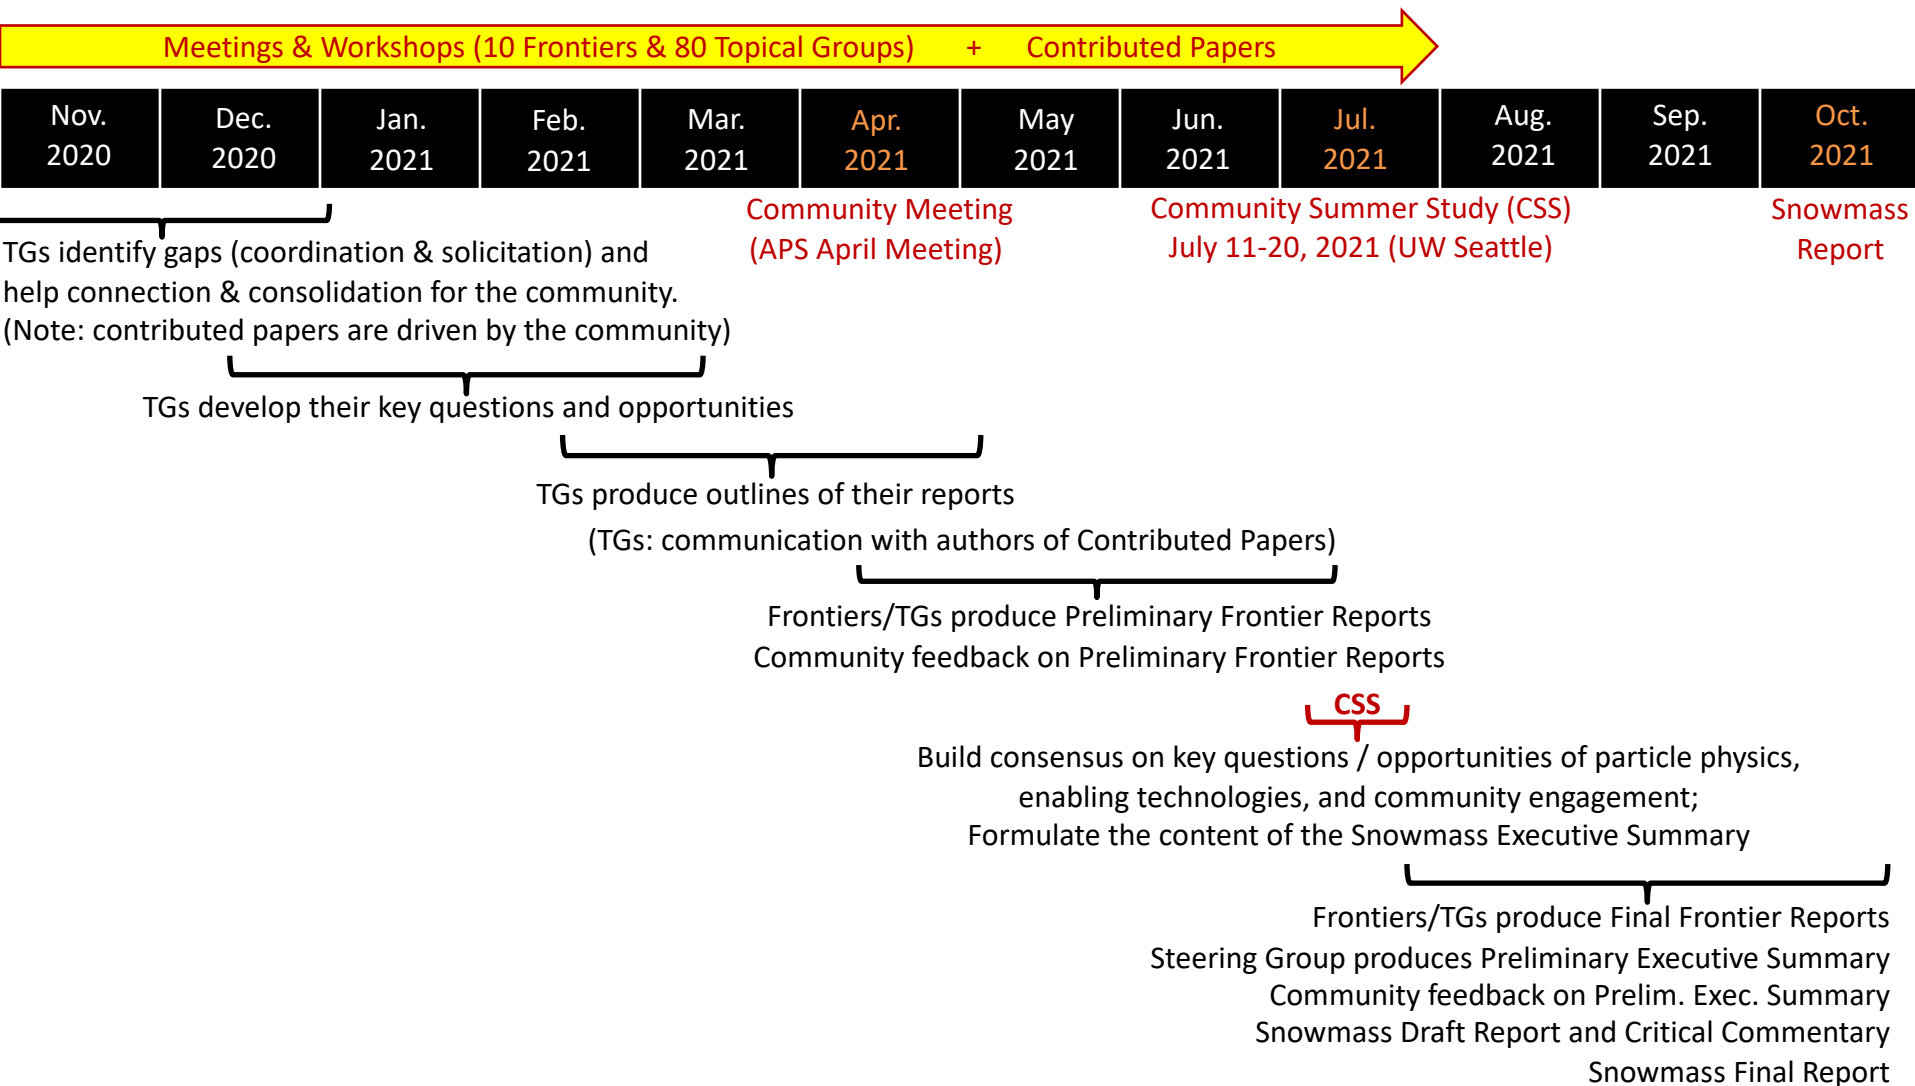 Meetings & Workshops (10 Frontiers & 80 Topical Groups) + Contributed Papers
Nov. 2020
Dec. 2020
Jan. 2021
Feb. 2021
Mar. 2021
Apr. 2021
May 2021
Jun. 2021
Jul. 2021
Aug. 2021
Sep. 2021
Oct. 2021
Community Meeting
(APS April Meeting)
Community Summer Study (CSS)
July 11-20, 2021 (UW Seattle)
Snowmass
Report
TGs identify gaps (coordination & solicitation) and
help connection & consolidation for the community.
(Note: contributed papers are driven by the community)
TGs develop their key questions and opportunities
TGs produce outlines of their reports
(TGs: communication with authors of Contributed Papers)
Frontiers/TGs produce Preliminary Frontier Reports
Community feedback on Preliminary Frontier Reports
CSS
Build consensus on key questions / opportunities of particle physics,
enabling technologies, and community engagement;
Formulate the content of the Snowmass Executive Summary
Frontiers/TGs produce Final Frontier Reports
Steering Group produces Preliminary Executive Summary
Community feedback on Prelim. Exec. Summary
Snowmass Draft Report and Critical Commentary
Snowmass Final Report